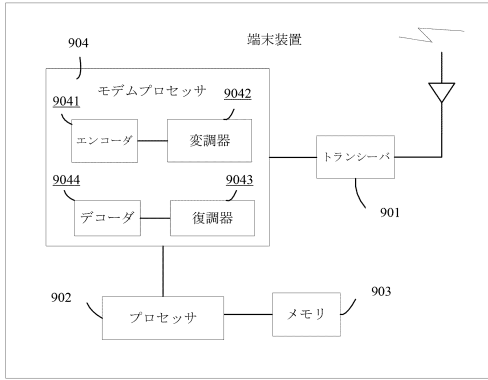 904
端末装置
モデムプロセッサ
9041
9042
エンコーダ
変調器
トランシーバ
9044
9043
901
デコーダ
復調器
902
903
プロセッサ
メモリ